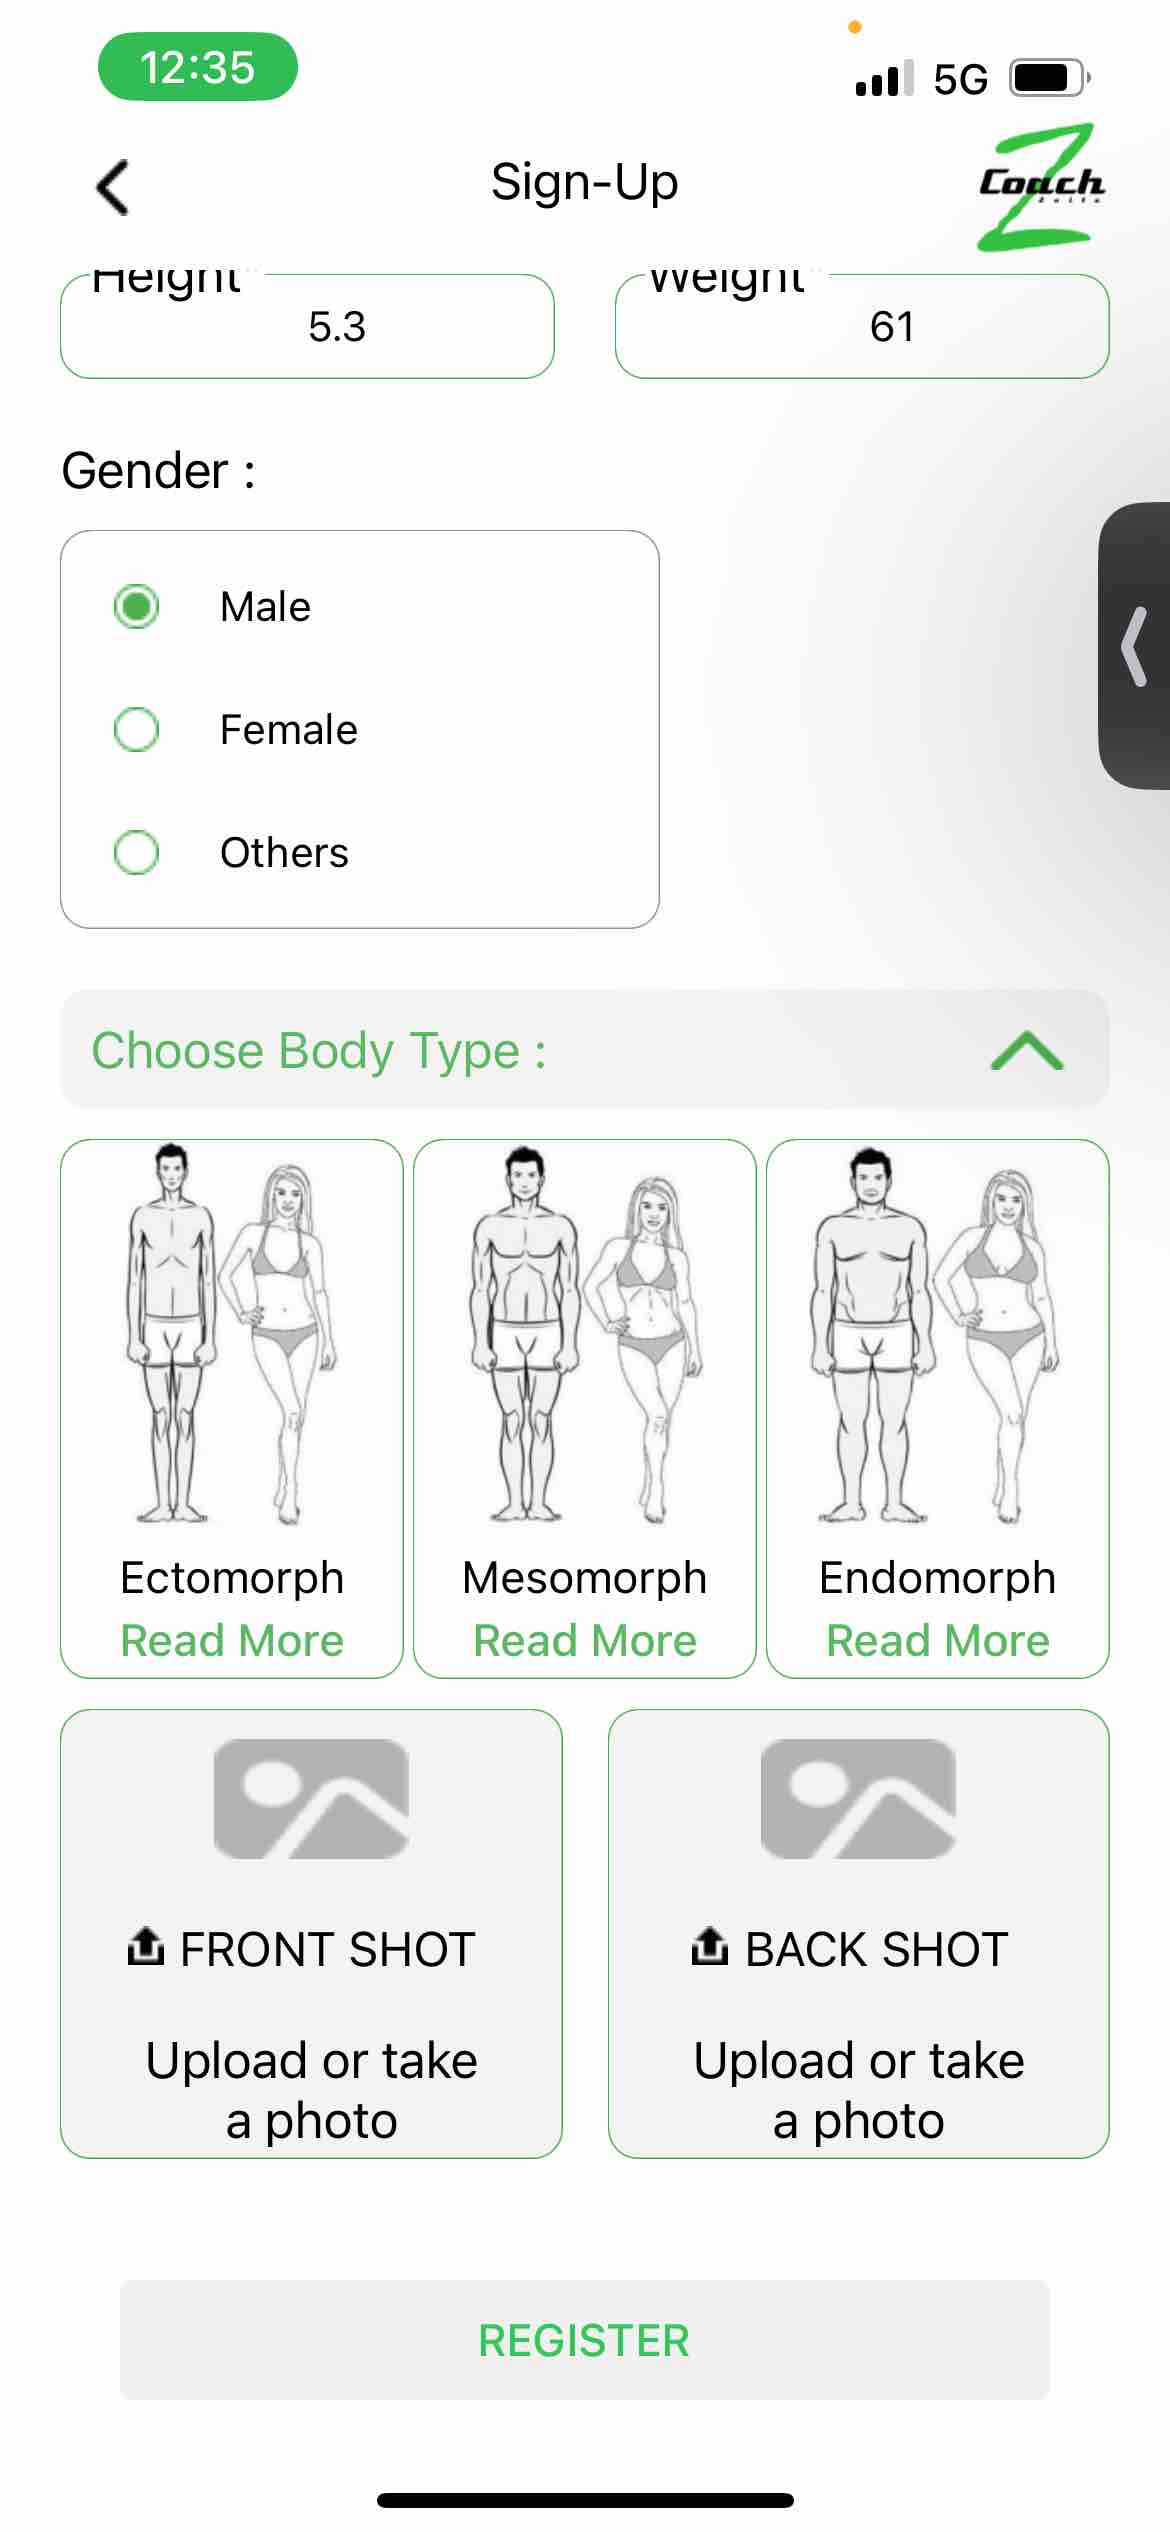 12:35
5G
Sign-Up
Coach
Height
Weight
5.3
61
Gender :
Male
Female
Others
Choose Body Type :
Ectomorph
Mesomorph
Endomorph
Read More
Read More
Read More
FRONT SHOT
BACK SHOT
Upload or take
a photo
Upload or take
a photo
REGISTER